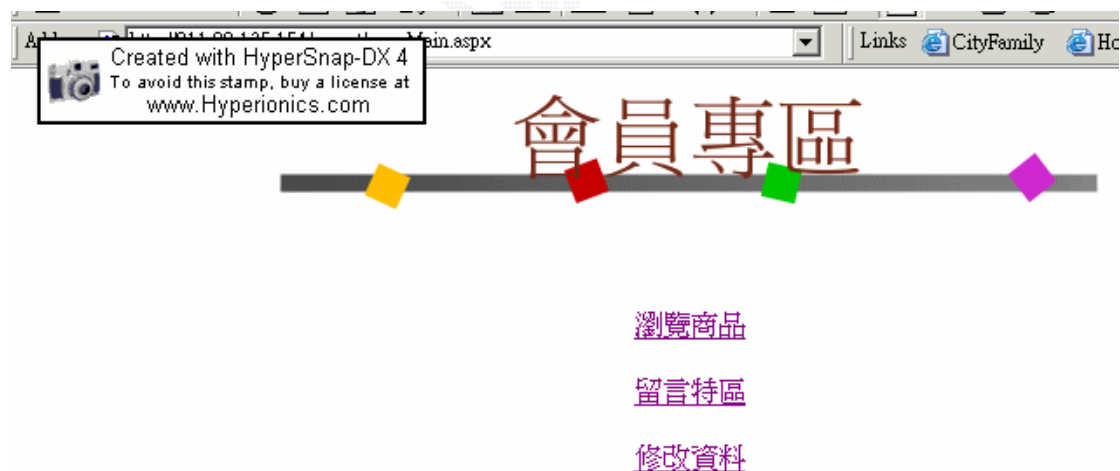 Main.aspx
Links CityFamily
Created with HyperSnap-DX 4
To avoid this stamp, buy a license at
www.Hyperionics.com
會員專區
瀏覽商品
留言特區
修改資料